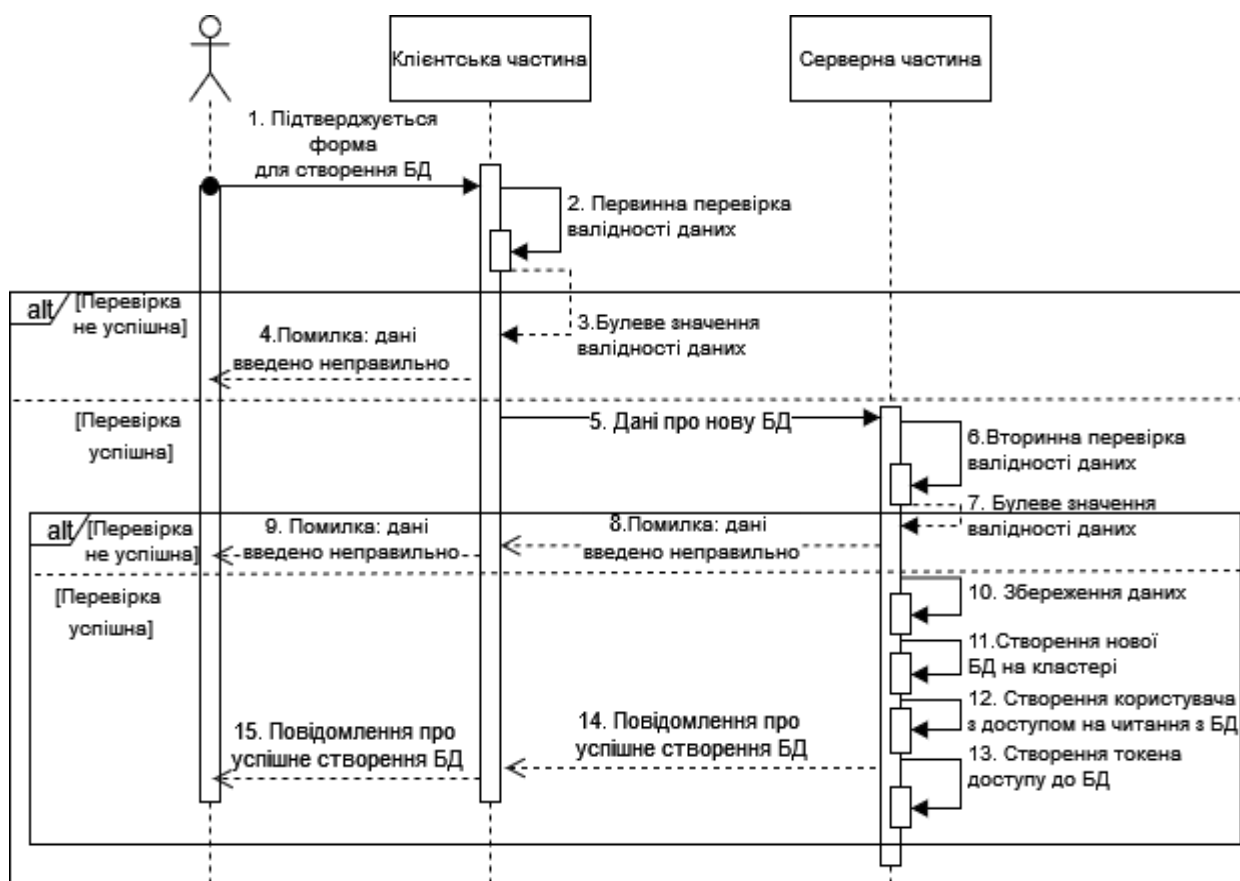 Клієнтська частина
Серверна частина
1. Підтверджується
форма
для створення БД
2. Первинна перевірка
валідності даних
alt
[Перевірка
не успішна]
3.Булеве значення
валідності даних
4.Помилка: дані
введено неправильно
[Перевірка
успішна]
5. Дані про нову БД
6.Вторинна перевірка
валідності даних
7. Булеве значення
валідності даних
alt
[Перевірка
не успішна]
9. Помилка: дані
введено неправильно
8.Помилка: дані
введено неправильно
[Перевірка
успішна]
10. Збереження даних
11.Створення нової
БД на кластері
12. Створення користувача
з доступом на читання з БД
13. Створення токена
доступу до БД
14. Повідомлення про
успішне створення БД
15. Повідомлення про
успішне створення БД